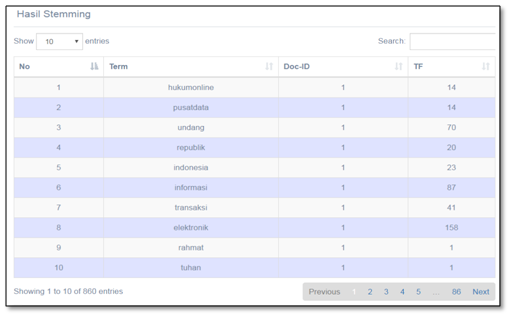 Hasil Stemming
Show 10 entries Search:
No Term Doc-ID TF
1 hukumonline 1 14
2 pusatdata 1 14
3 undang 1 70
4 republik 1 20
5 indonesia 1 23
6 informasi 1 87
7 transaksi 1 41
8 elektronik 1 158
9 rahmat 1 1
10 tuhan 1 1
Showing 1 to 10 of 860 entries Previous 1 2 3 4 5 ... 86 Next